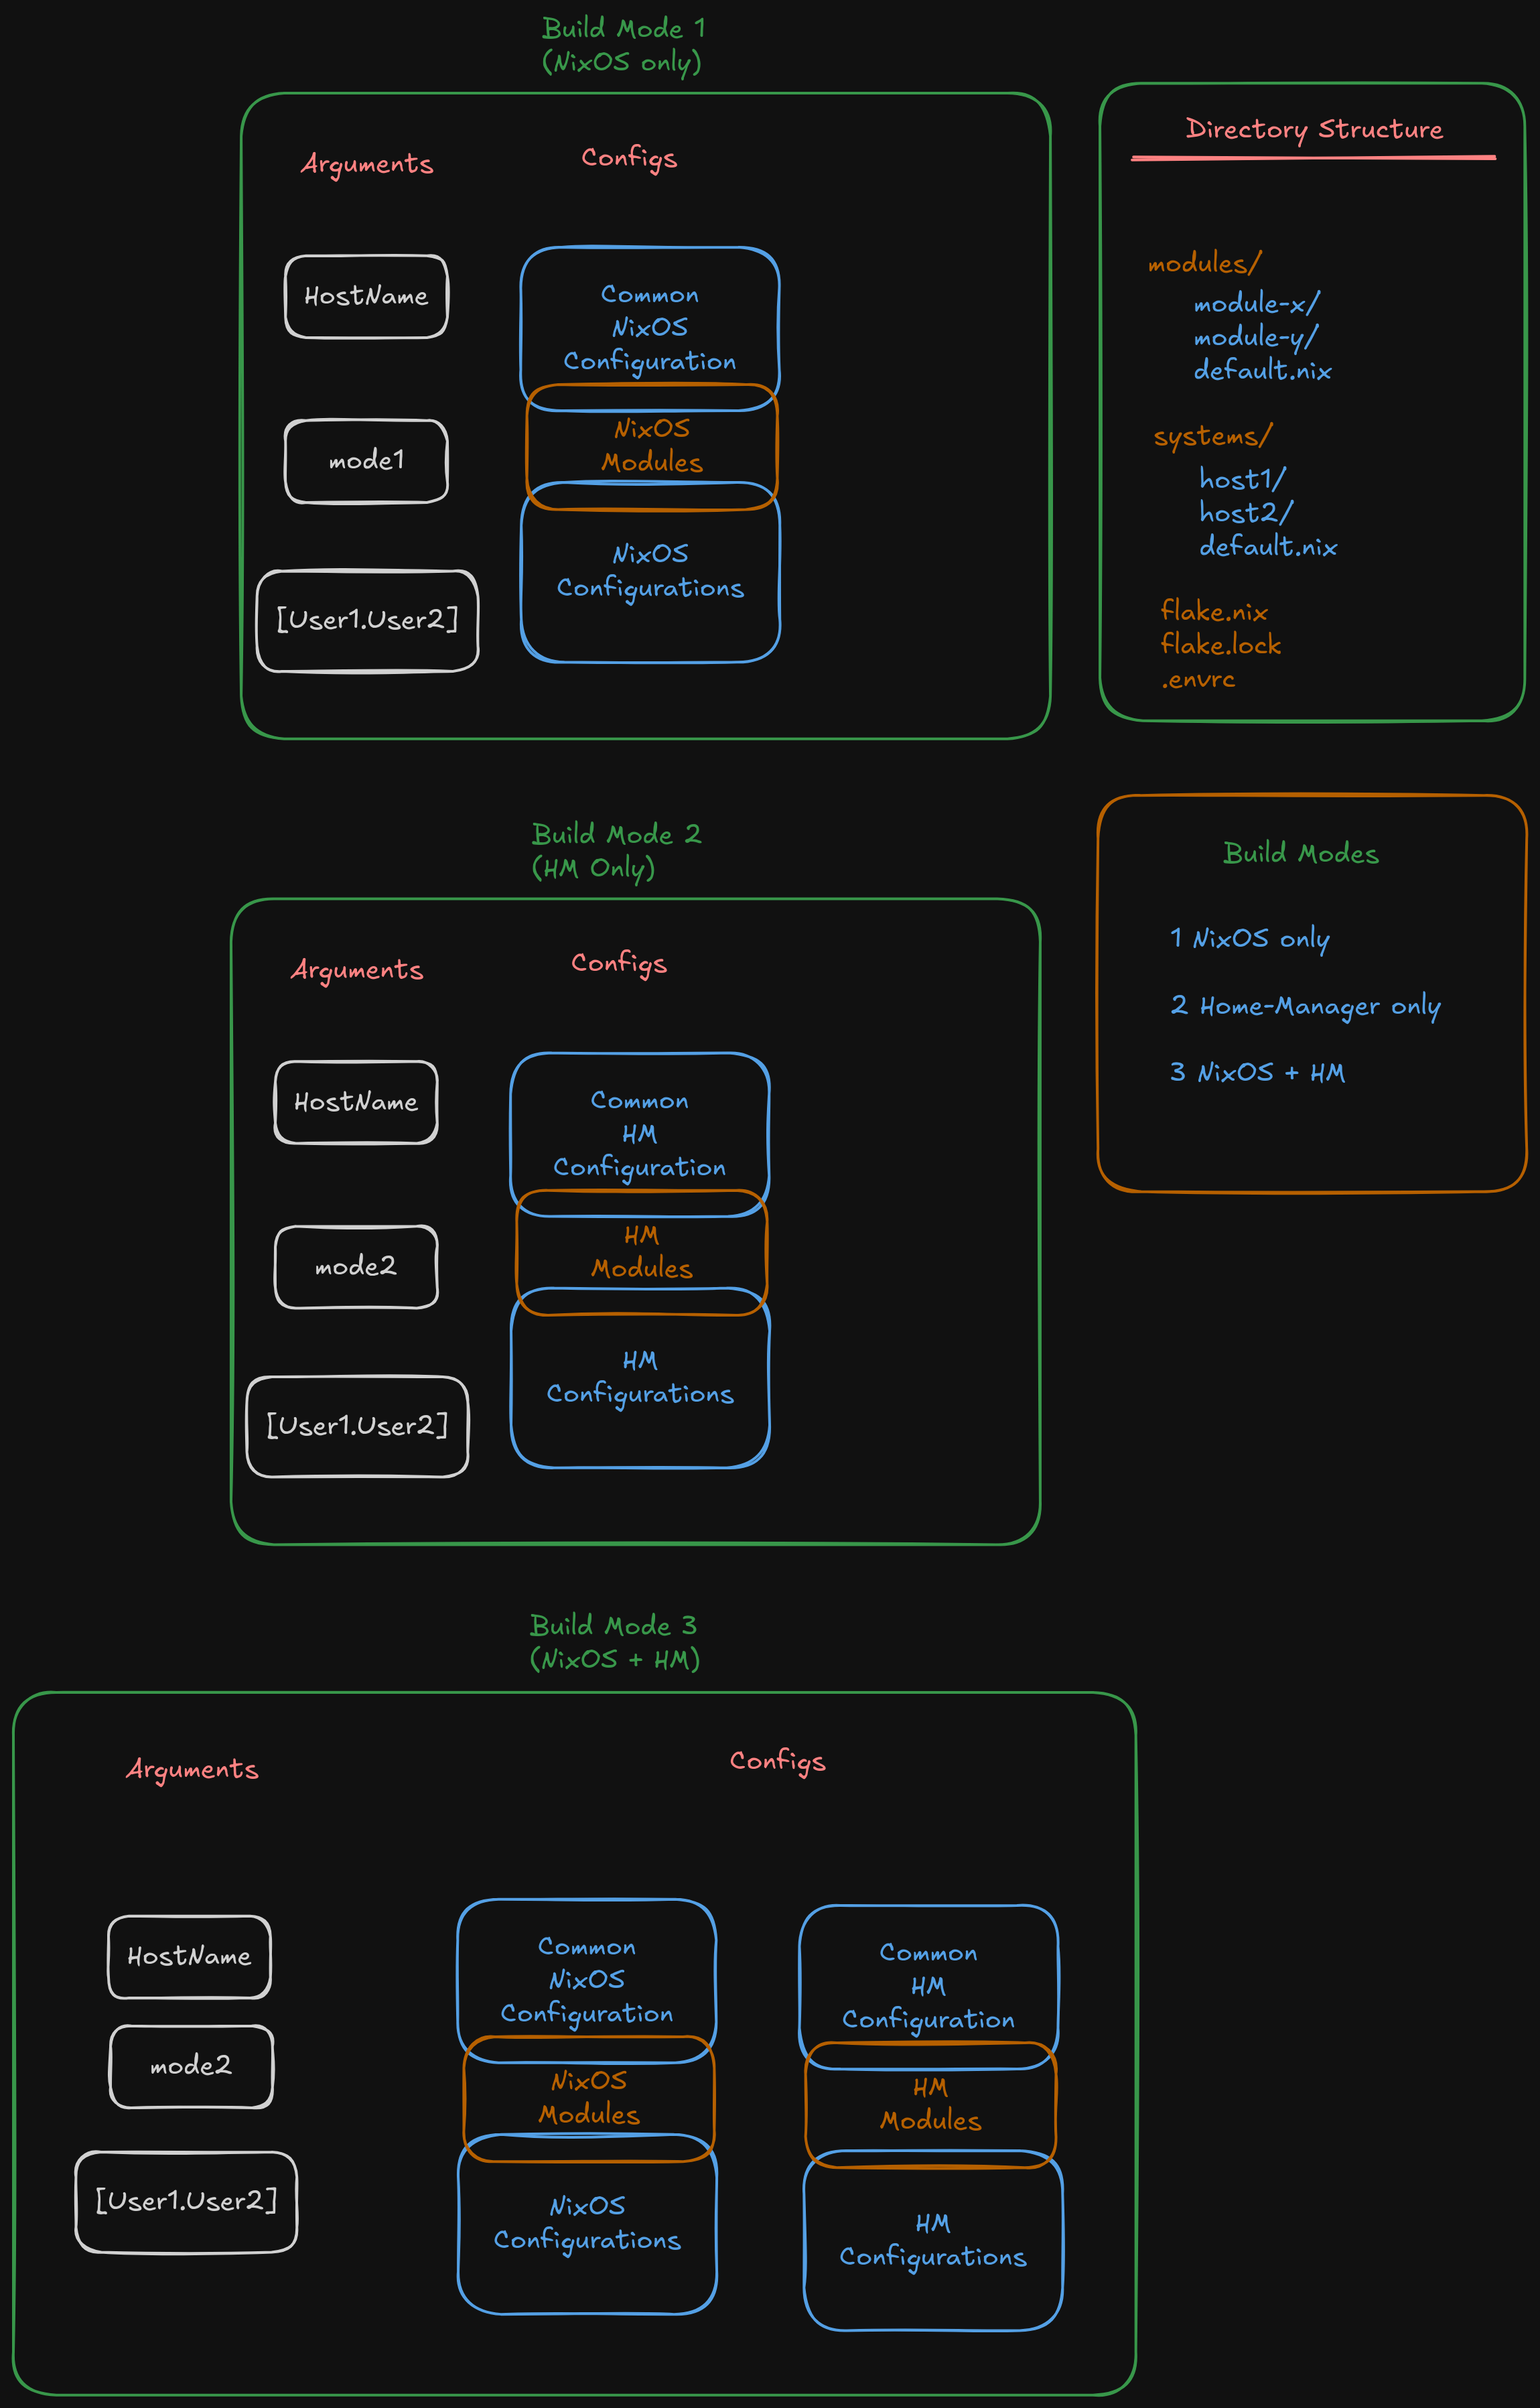 Build Mode 1
(NixOS only)
Arguments
Configs
HostName
mode1
[User1.User2]
Common
NixOS
Configuration
NixOS
Modules
NixOS
Configurations
Directory Structure
modules/
module-x/
module-y/
default.nix
systems/
host1/
host2/
default.nix
flake.nix
flake.lock
.envrc
Build Mode 2
(HM Only)
Arguments
Configs
HostName
mode2
[User1.User2]
Common
HM
Configuration
HM
Modules
HM
Configurations
Build Modes
1 NixOS only
2 Home-Manager only
3 NixOS + HM
Build Mode 3
(NixOS + HM)
Arguments
Configs
HostName
mode2
[User1.User2]
Common
NixOS
Configuration
NixOS
Modules
NixOS
Configurations
Common
HM
Configuration
HM
Modules
HM
Configurations